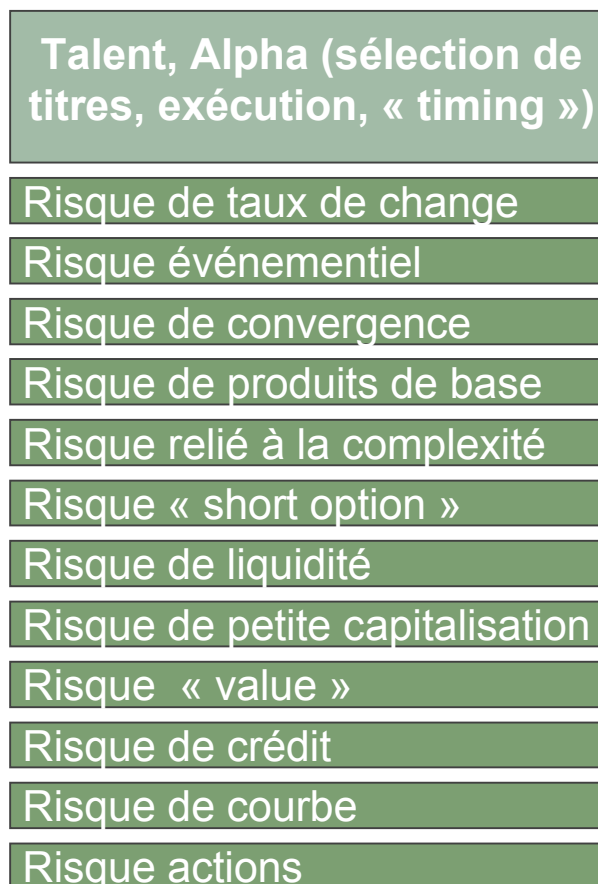 Talent, Alpha (sélection de
titres, exécution, « timing »)
Risque de taux de change
Risque événementiel
Risque de convergence
Risque de produits de base
Risque relié à la complexité
Risque « short option »
Risque de liquidité
Risque de petite capitalisation
Risque « value »
Risque de crédit
Risque de courbe
Risque actions